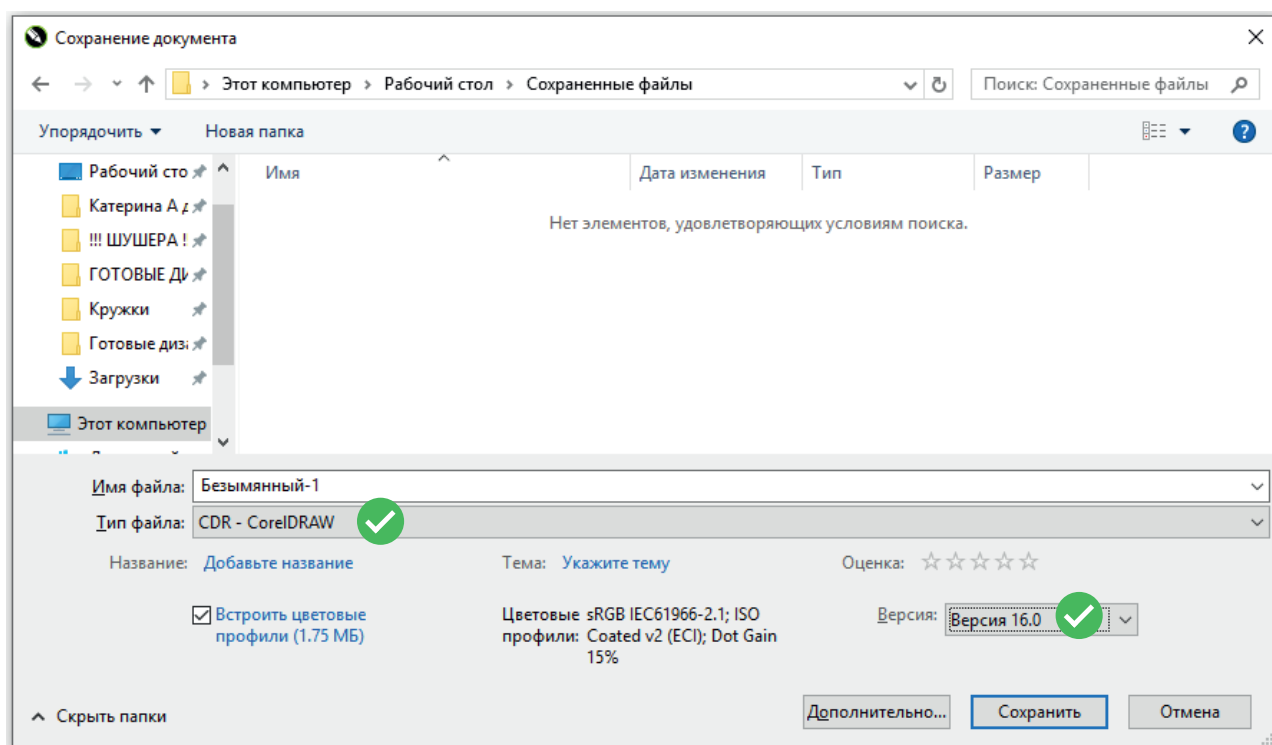 Сохранение документа
Этот компьютер › Рабочий стол › Сохраненные файлы
Поиск: Сохраненные файлы
Упорядочить Новая папка
Рабочий сто
Катерина А д
!!! ШУШЕРА !
ГОТОВЫЕ ДИ
Кружки
Готовые диза
Загрузки
Этот компьютер
Имя Дата изменения Тип Размер
Нет элементов, удовлетворяющих условиям поиска.
Имя файла: Безымянный-1
Тип файла: CDR - CorelDRAW
Название: Добавьте название Тема: Укажите тему Оценка:
Встроить цветовые
профили (1.75 МБ)
Цветовые sRGB IEC61966-2.1; ISO
профили: Coated v2 (ECI); Dot Gain
15%
Версия: Версия 16.0
Скрыть папки
Дополнительно... Сохранить Отмена